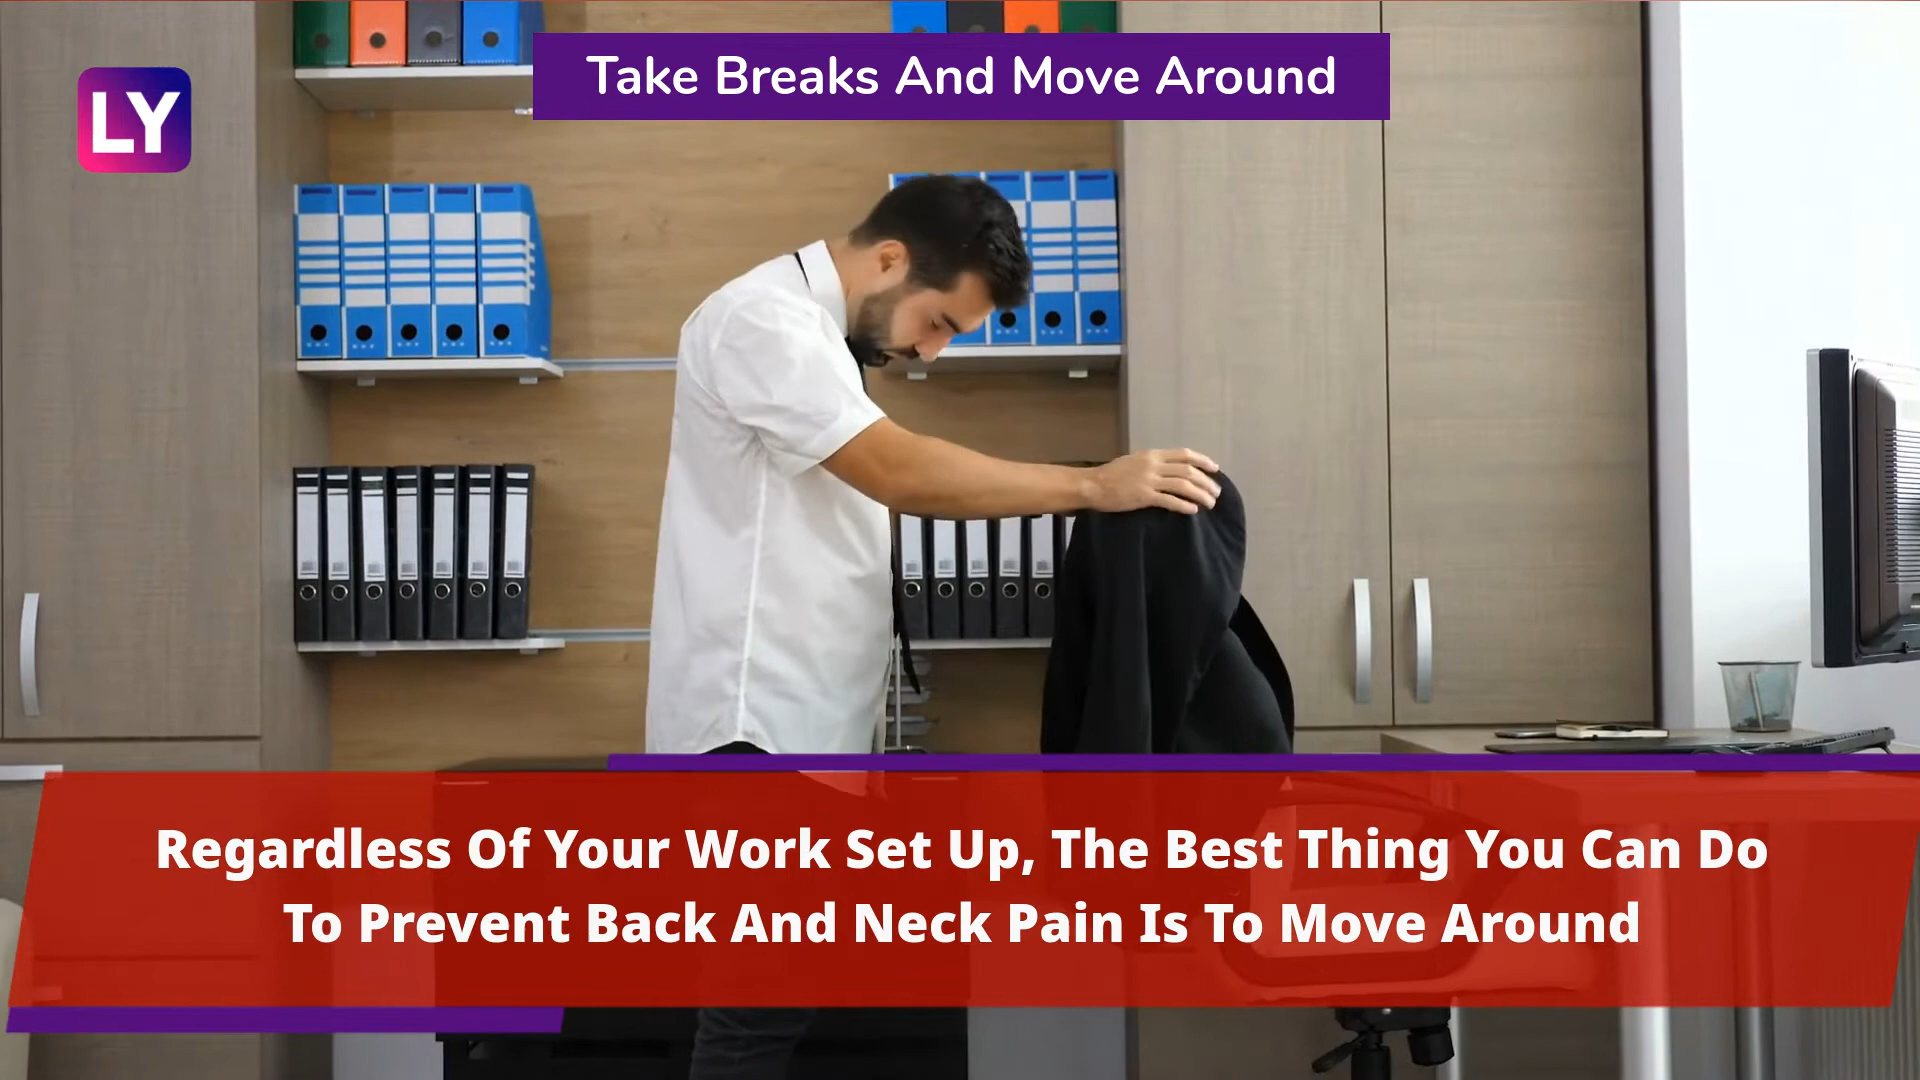 Take Breaks And Move Around
LY
Regardless Of Your Work Set Up, The Best Thing You Can Do
To Prevent Back And Neck Pain Is To Move Around